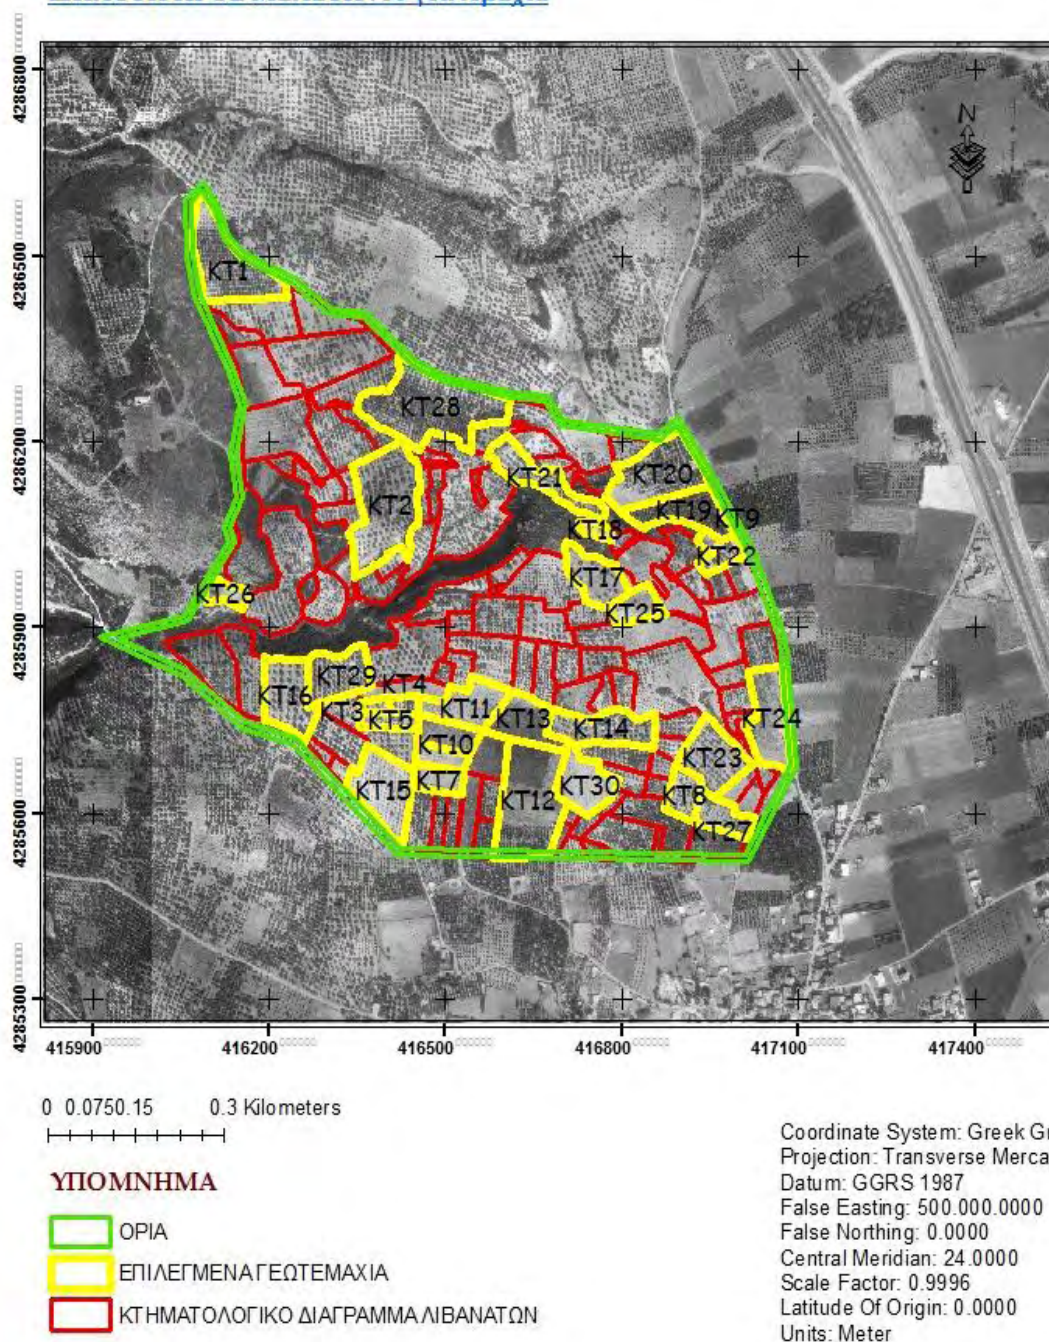 4286800
4286500
4286200
4285900
4285600
4285300
N
KT1
KT28
KT20
KT21
KT2
KT19
KT9
KT18
KT22
KT17
KT26
KT25
KT29
KT4
KT16
KT3
KT11
KT5
KT13
KT14
KT24
KT10
KT23
KT7
KT30
KT15
KT12
KT8
KT27
415900 416200 416500 416800 417100 417400
0 0.0750.15 0.3 Kilometers
ΥΠΟΜΝΗΜΑ
ΟΡΙΑ
ΕΠΙΛΕΓΜΕΝΑ ΓΕΩΤΕΜΑΧΙΑ
ΚΤΗΜΑΤΟΛΟΓΙΚΟ ΔΙΑΓΡΑΜΜΑ ΛΙΒΑΝΑΤΩΝ
Coordinate System: Greek Gr
Projection: Transverse Merca
Datum: GGRS 1987
False Easting: 500.000.0000
False Northing: 0.0000
Central Meridian: 24.0000
Scale Factor: 0.9996
Latitude Of Origin: 0.0000
Units: Meter